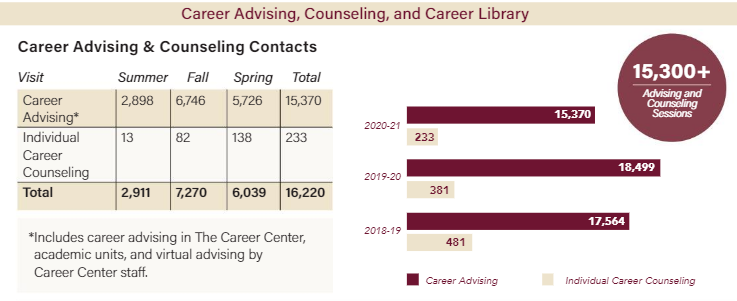 Career Advising, Counseling, and Career Library
Career Advising & Counseling Contacts
Visit Summer Fall Spring Total
Career Advising* 2,898 6,746 5,726 15,370
Individual Career Counseling 13 82 138 233
Total 2,911 7,270 6,039 16,220
*Includes career advising in The Career Center,
academic units, and virtual advising by
Career Center staff.
15,300+
Advising and
Counseling
Sessions
2020-21 15,370
233
2019-20 18,499
381
2018-19 17,564
481
Career Advising Individual Career Counseling